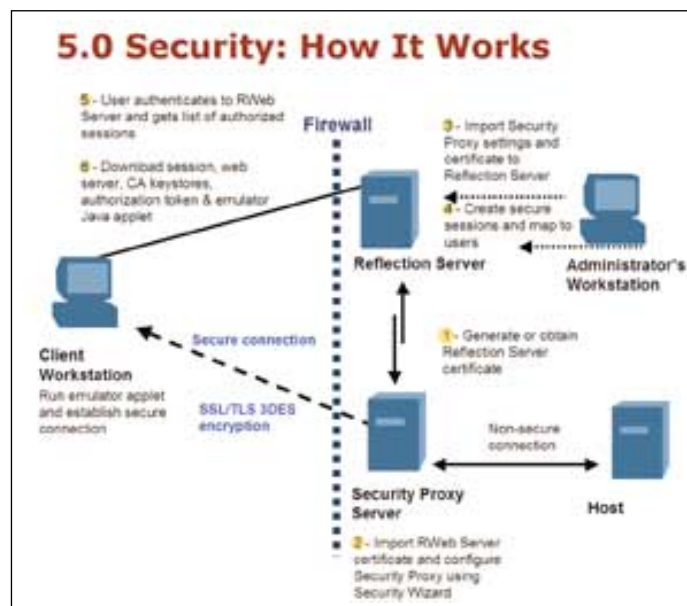 5.0 Security: How It Works
5 - User authenticates to RWeb
Server and gets list of authorized
sessions
6 - Download session, web
server, CA keystores,
authorization token & emulator
Java applet
Firewall
3 - Import Security
Proxy settings and
certificate to
Reflection Server
4 - Create secure
sessions and map to
users
Reflection Server
Administrator's
Workstation
1 - Generate or obtain
Reflection Server
certificate
Secure connection
Client
Workstation
Run emulator applet
and establish secure
connection
SSL/TLS 3DES
encryption
Non-secure
connection
Security Proxy
Server
Host
2 - Import RWeb Server
certificate and configure
Security Proxy using
Security Wizard